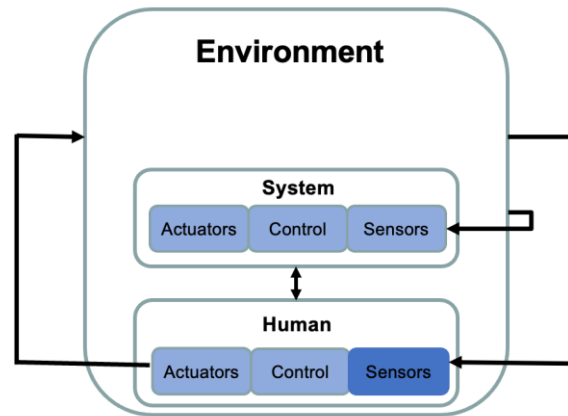 Environment
System
Actuators Control Sensors
Human
Actuators Control Sensors